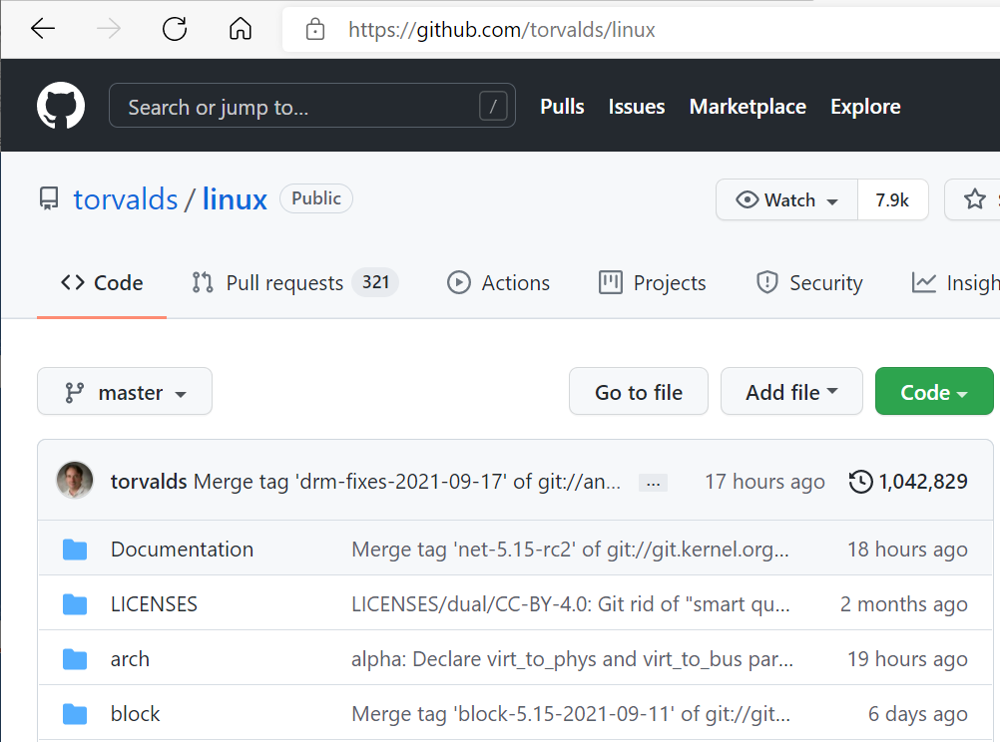 https://github.com/torvalds/linux
Search or jump to... / Pulls Issues Marketplace Explore
torvalds / linux Public Watch 7.9k
Code Pull requests 321 Actions Projects Security Insigh
master Go to file Add file Code
torvalds Merge tag 'drm-fixes-2021-09-17' of git://an... ... 17 hours ago 1,042,829
Documentation Merge tag 'net-5.15-rc2' of git://git.kernel.org... 18 hours ago
LICENSES LICENSES/dual/CC-BY-4.0: Git rid of "smart qu... 2 months ago
arch alpha: Declare virt_to_phys and virt_to_bus par... 19 hours ago
block Merge tag 'block-5.15-2021-09-11' of git://git... 6 days ago